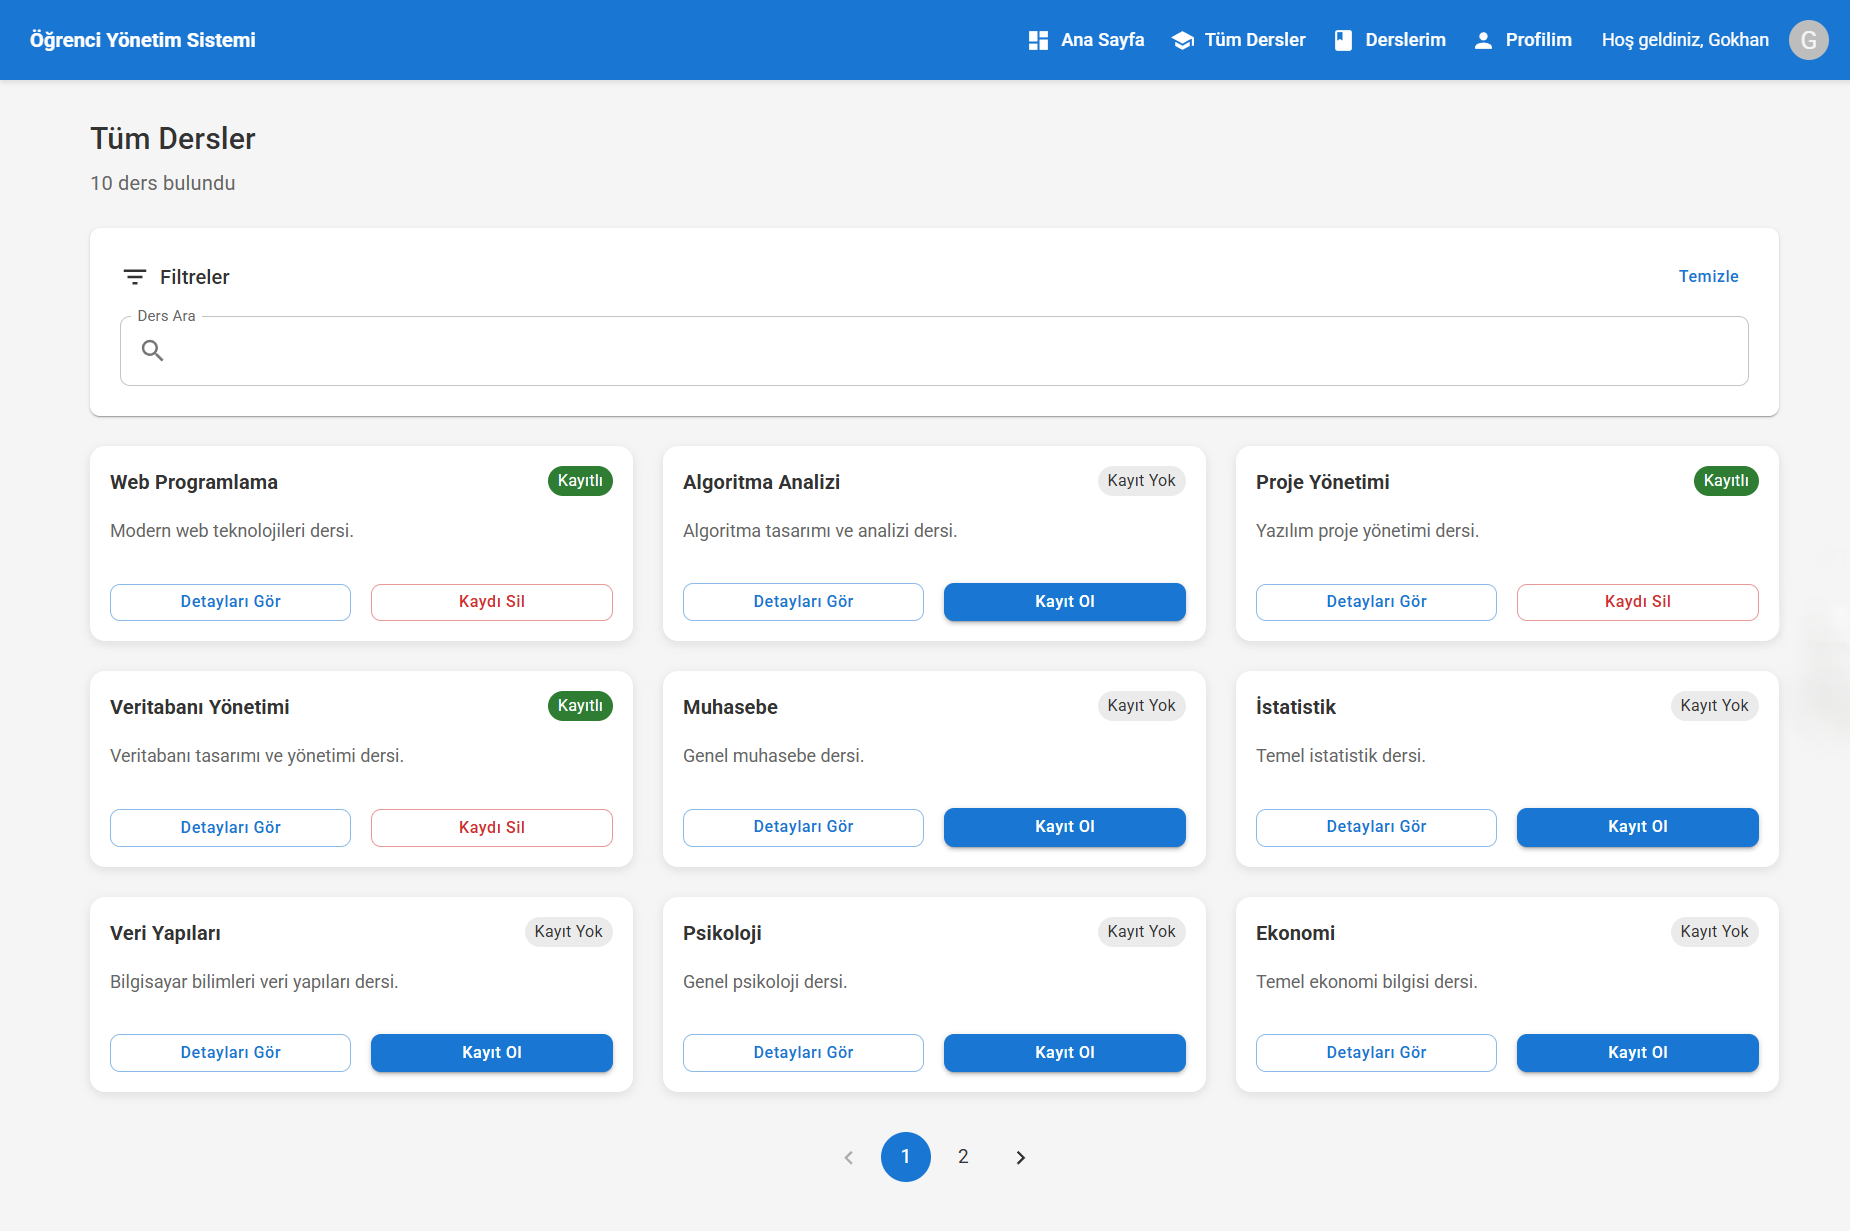 Öğrenci Yönetim Sistemi
Ana Sayfa
Tüm Dersler
Derslerim
Profilim
Hoş geldiniz, Gokhan
G
Tüm Dersler
10 ders bulundu
Filtreler
Temizle
Ders Ara
Web Programlama
Kayıtlı
Modern web teknolojileri dersi.
Detayları Gör
Kaydı Sil
Algoritma Analizi
Kayıt Yok
Algoritma tasarımı ve analizi dersi.
Detayları Gör
Kayıt Ol
Proje Yönetimi
Kayıtlı
Yazılım proje yönetimi dersi.
Detayları Gör
Kaydı Sil
Veritabanı Yönetimi
Kayıtlı
Veritabanı tasarımı ve yönetimi dersi.
Detayları Gör
Kaydı Sil
Muhasebe
Kayıt Yok
Genel muhasebe dersi.
Detayları Gör
Kayıt Ol
İstatistik
Kayıt Yok
Temel istatistik dersi.
Detayları Gör
Kayıt Ol
Veri Yapıları
Kayıt Yok
Bilgisayar bilimleri veri yapıları dersi.
Detayları Gör
Kayıt Ol
Psikoloji
Kayıt Yok
Genel psikoloji dersi.
Detayları Gör
Kayıt Ol
Ekonomi
Kayıt Yok
Temel ekonomi bilgisi dersi.
Detayları Gör
Kayıt Ol
1
2